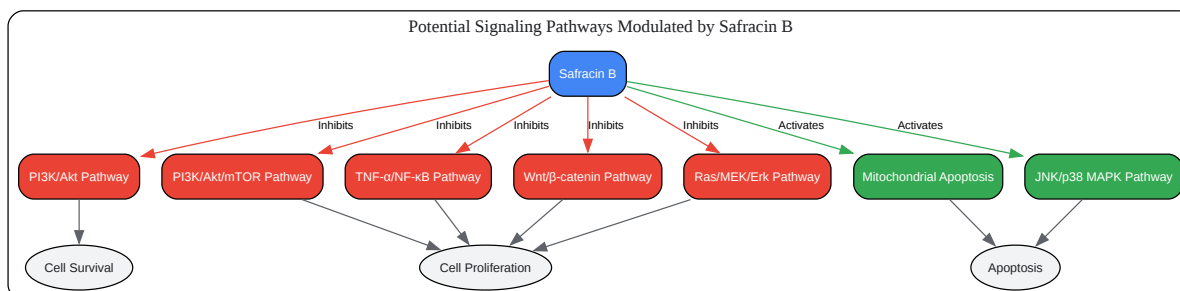 Potential Signaling Pathways Modulated by Safracin B
Safracin B
Inhibits
Inhibits
Inhibits
Inhibits
Inhibits
Activates
Activates
PI3K/Akt Pathway
PI3K/Akt/mTOR Pathway
TNF-α/NF-κB Pathway
Wnt/β-catenin Pathway
Ras/MEK/Erk Pathway
Mitochondrial Apoptosis
JNK/p38 MAPK Pathway
Cell Survival
Cell Proliferation
Apoptosis